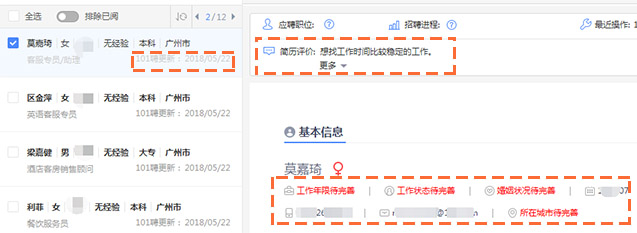 全选 排除已阅 2 / 12
莫嘉琦 女 无经验 本科 广州市
客服专员/助理 101聘更新：2018/05/22
区金萍 女 无经验 本科 广州市
英语客服专员 101聘更新：2018/05/22
梁嘉健 男 无经验 大专 广州市
酒店客房销售顾问 101聘更新：2018/05/22
利菲 女 无经验 本科 广州市
餐饮服务员 101聘更新：2018/05/22
应聘职位： 招聘进程： 最近操作：1
简历评价：想找工作时间比较稳定的工作。
更多
基本信息
莫嘉琦
工作年限待完善 | 工作状态待完善 | 婚姻状况待完善
所在城市待完善